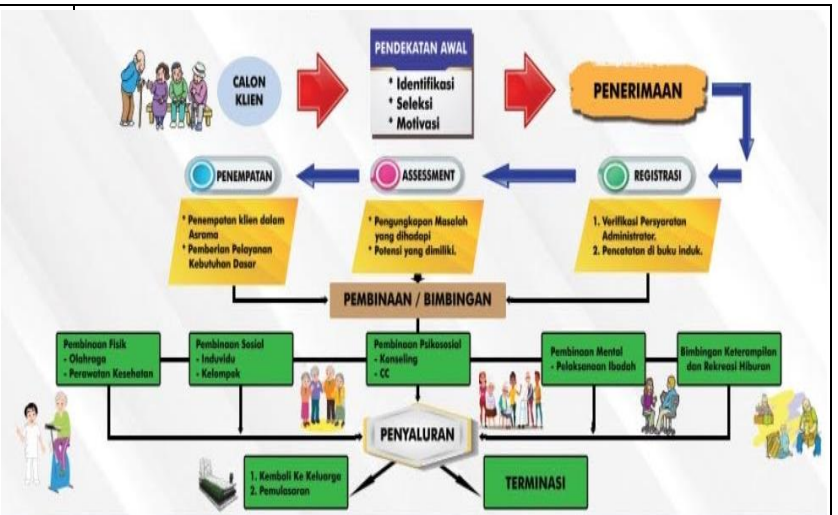 CALON
KLIEN
PENDEKATAN AWAL
* Identifikasi
* Seleksi
* Motivasi
PENERIMAAN
PENEMPATAN
ASSESSMENT
REGISTRASI
* Penempatan klien dalam
Asrama
* Pemberian Pelayanan
Kebutuhan Dasar
* Pengungkapan Masalah
yang dihadapi
* Potensi yang dimiliki.
1. Verifikasi Persyaratan
Administrator.
2. Pencatatan di buku induk.
PEMBINAAN / BIMBINGAN
Pembinaan Fisik
- Olahraga
- Perawatan Kesehatan
Pembinaan Sosial
- Induvidu
- Kelompok
Pembinaan Psikososial
- Konseling
- CC
Pembinaan Mental
- Pelaksanaan Ibadah
Bimbingan Keterampilan
dan Rekreasi Hiburan
PENYALURAN
1. Kembali Ke Keluarga
2. Pemulasaran
TERMINASI